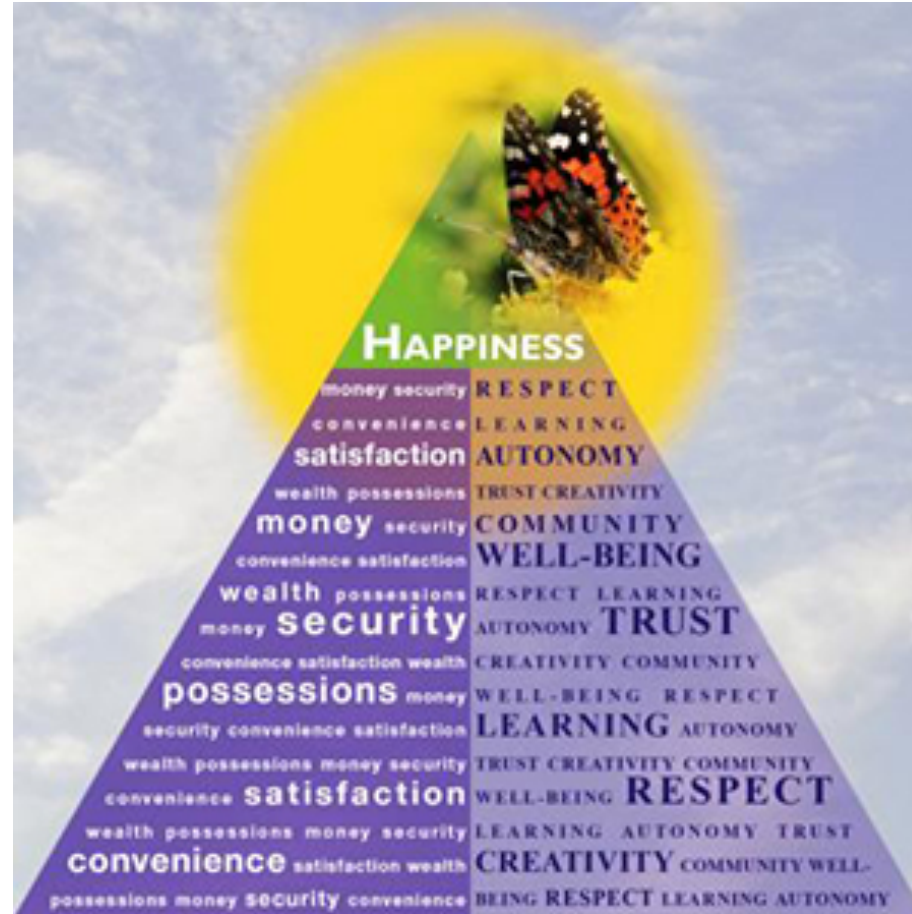 HAPPINESS
money security RESPECT
convenience LEARNING
satisfaction AUTONOMY
wealth possessions TRUST CREATIVITY
money security COMMUNITY
convenience satisfaction WELL-BEING
wealth possessions RESPECT LEARNING
money security AUTONOMY TRUST
convenience satisfaction wealth CREATIVITY COMMUNITY
possessions money WELL-BEING RESPECT
security convenience satisfaction LEARNING AUTONOMY
wealth possessions money security TRUST CREATIVITY COMMUNITY
convenience satisfaction WELL-BEING RESPECT
wealth possessions money security LEARNING AUTONOMY TRUST
convenience satisfaction wealth CREATIVITY COMMUNITY WELL-
possessions money security convenience BEING RESPECT LEARNING AUTONOMY